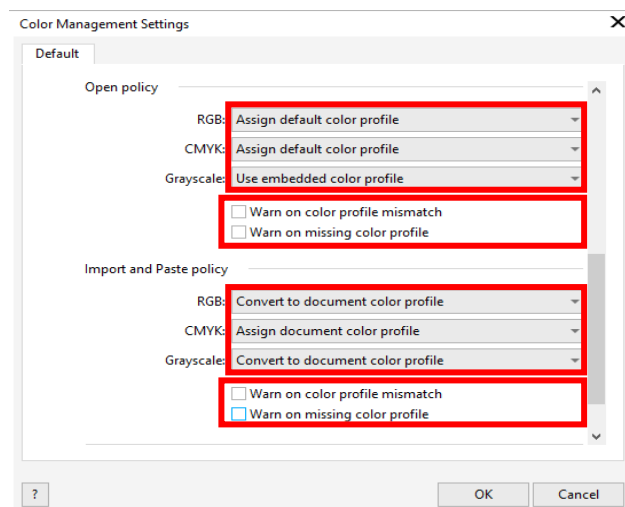 Color Management Settings
Default
Open policy
RGB: Assign default color profile
CMYK: Assign default color profile
Grayscale: Use embedded color profile
Warn on color profile mismatch
Warn on missing color profile
Import and Paste policy
RGB: Convert to document color profile
CMYK: Assign document color profile
Grayscale: Convert to document color profile
Warn on color profile mismatch
Warn on missing color profile
? OK Cancel